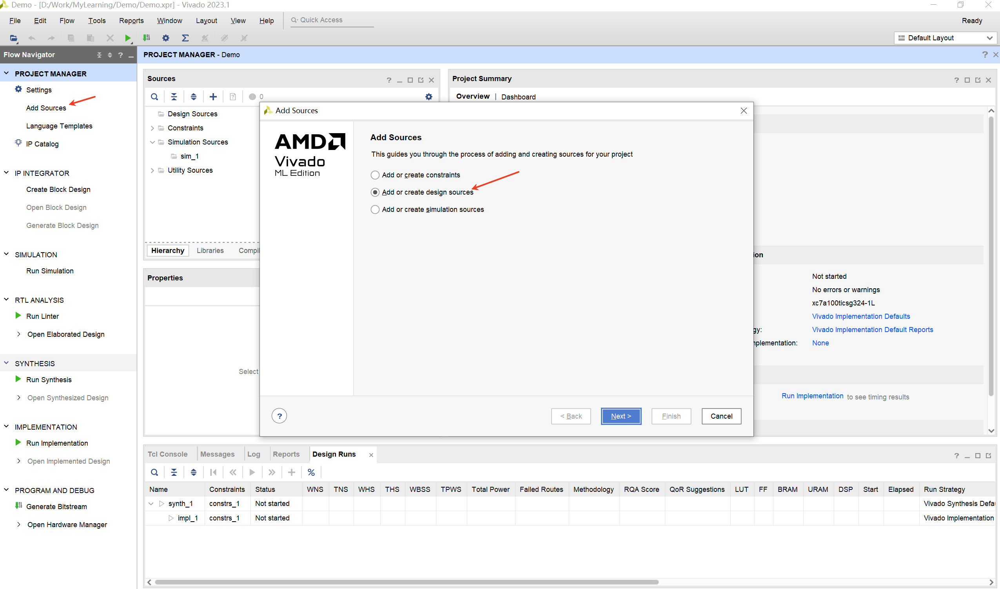 Demo - [D:/Work/MyLearning/Demo/Demo.xpr] - Vivado 2023.1
File Edit Flow Tools Reports Window Layout View Help Quick Access Ready
Default Layout
Flow Navigator
PROJECT MANAGER
Settings
Add Sources
Language Templates
IP Catalog
IP INTEGRATOR
Create Block Design
Open Block Design
Generate Block Design
SIMULATION
Run Simulation
RTL ANALYSIS
Run Linter
Open Elaborated Design
SYNTHESIS
Run Synthesis
Open Synthesized Design
IMPLEMENTATION
Run Implementation
Open Implemented Design
PROGRAM AND DEBUG
Generate Bitstream
Open Hardware Manager
PROJECT MANAGER - Demo
Sources
0
Design Sources
Constraints
Simulation Sources
sim_1
Utility Sources
Hierarchy Libraries Compil
Properties
Select
Project Summary
Overview | Dashboard
ion
Not started
No errors or warnings
xc7a100ticsg324-1L
Vivado Implementation Defaults
gy: Vivado Implementation Default Reports
nplementation: None
Run Implementation to see timing results
Add Sources
AMD
Vivado
ML Edition
Add Sources
This guides you through the process of adding and creating sources for your project
Add or create constraints
Add or create design sources
Add or create simulation sources
? < Back Next > Finish Cancel
Tcl Console Messages Log Reports Design Runs
Name Constraints Status WNS TNS WHS THS WBSS TPWS Total Power Failed Routes Methodology RQA Score QoR Suggestions LUT FF BRAM URAM DSP Start Elapsed Run Strategy
synth_1 constrs_1 Not started Vivado Synthesis Defau
impl_1 constrs_1 Not started Vivado Implementation